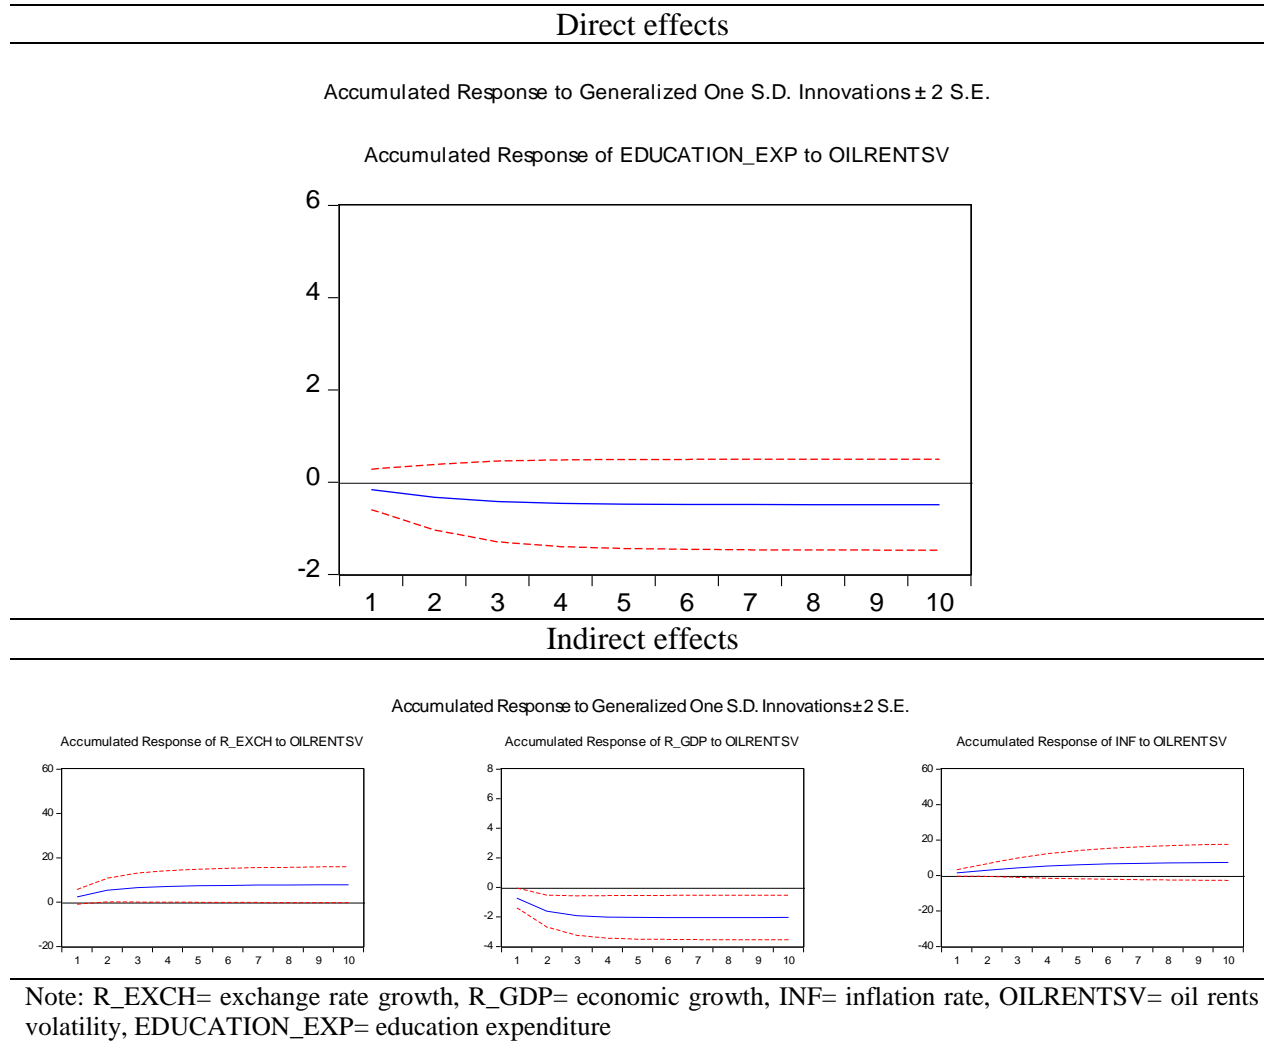 Direct effects
Accumulated Response to Generalized One S.D. Innovations ± 2 S.E.
Accumulated Response of EDUCATION_EXP to OILRENTSV
6
4
2
0
-2
1 2 3 4 5 6 7 8 9 10
Indirect effects
Accumulated Response to Generalized One S.D. Innovations ± 2 S.E.
Accumulated Response of R_EXCH to OILRENTSV
60
40
20
0
-20
1 2 3 4 5 6 7 8 9 10
Accumulated Response of R_GDP to OILRENTSV
8
6
4
2
0
-2
-4
1 2 3 4 5 6 7 8 9 10
Accumulated Response of INF to OILRENTSV
60
40
20
0
-20
-40
1 2 3 4 5 6 7 8 9 10
Note: R_EXCH= exchange rate growth, R_GDP= economic growth, INF= inflation rate, OILRENTSV= oil rents
volatility, EDUCATION_EXP= education expenditure